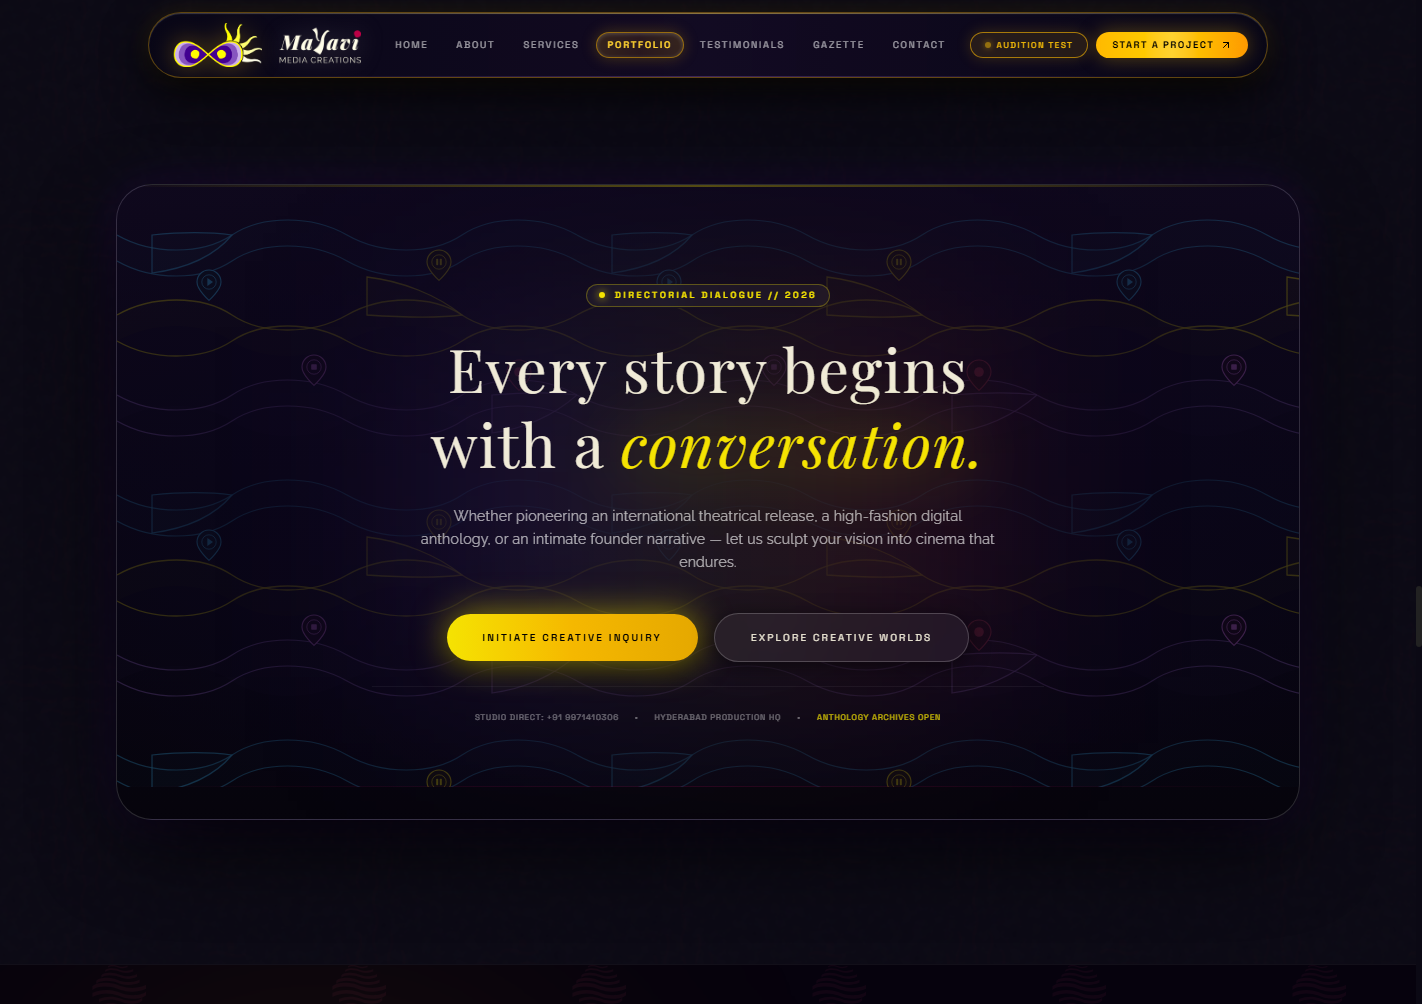 Mayavi
MEDIA CREATIONS
HOME
ABOUT
SERVICES
PORTFOLIO
TESTIMONIALS
GAZETTE
CONTACT
AUDITION TEST
START A PROJECT
DIRECTORIAL DIALOGUE // 2026
Every story begins
with a conversation.
Whether pioneering an international theatrical release, a high-fashion digital
anthology, or an intimate founder narrative — let us sculpt your vision into cinema that
endures.
INITIATE CREATIVE INQUIRY
EXPLORE CREATIVE WORLDS
STUDIO DIRECT: +91 9971410306 • HYDERABAD PRODUCTION HQ • ANTHOLOGY ARCHIVES OPEN